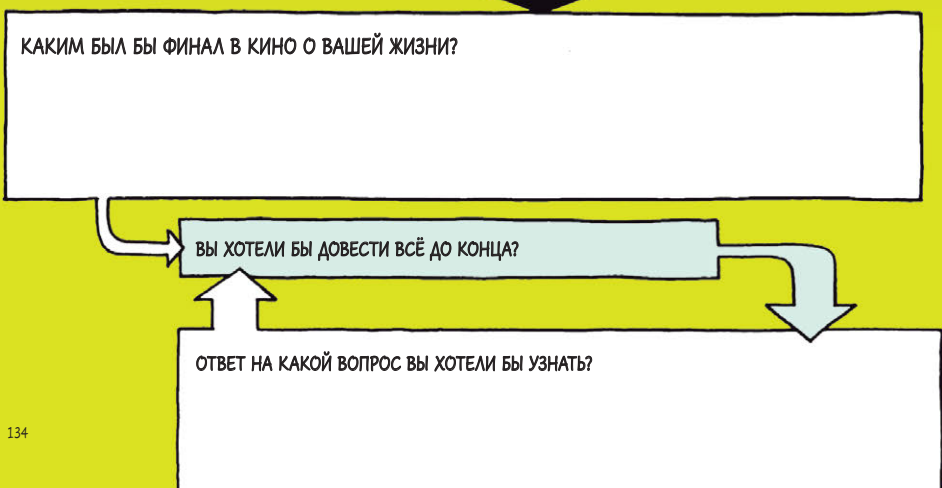 КАКИМ БЫЛ БЫ ФИНАЛ В КИНО О ВАШЕЙ ЖИЗНИ?
ВЫ ХОТЕЛИ БЫ ДОВЕСТИ ВСЁ ДО КОНЦА?
ОТВЕТ НА КАКОЙ ВОПРОС ВЫ ХОТЕЛИ БЫ УЗНАТЬ?
134